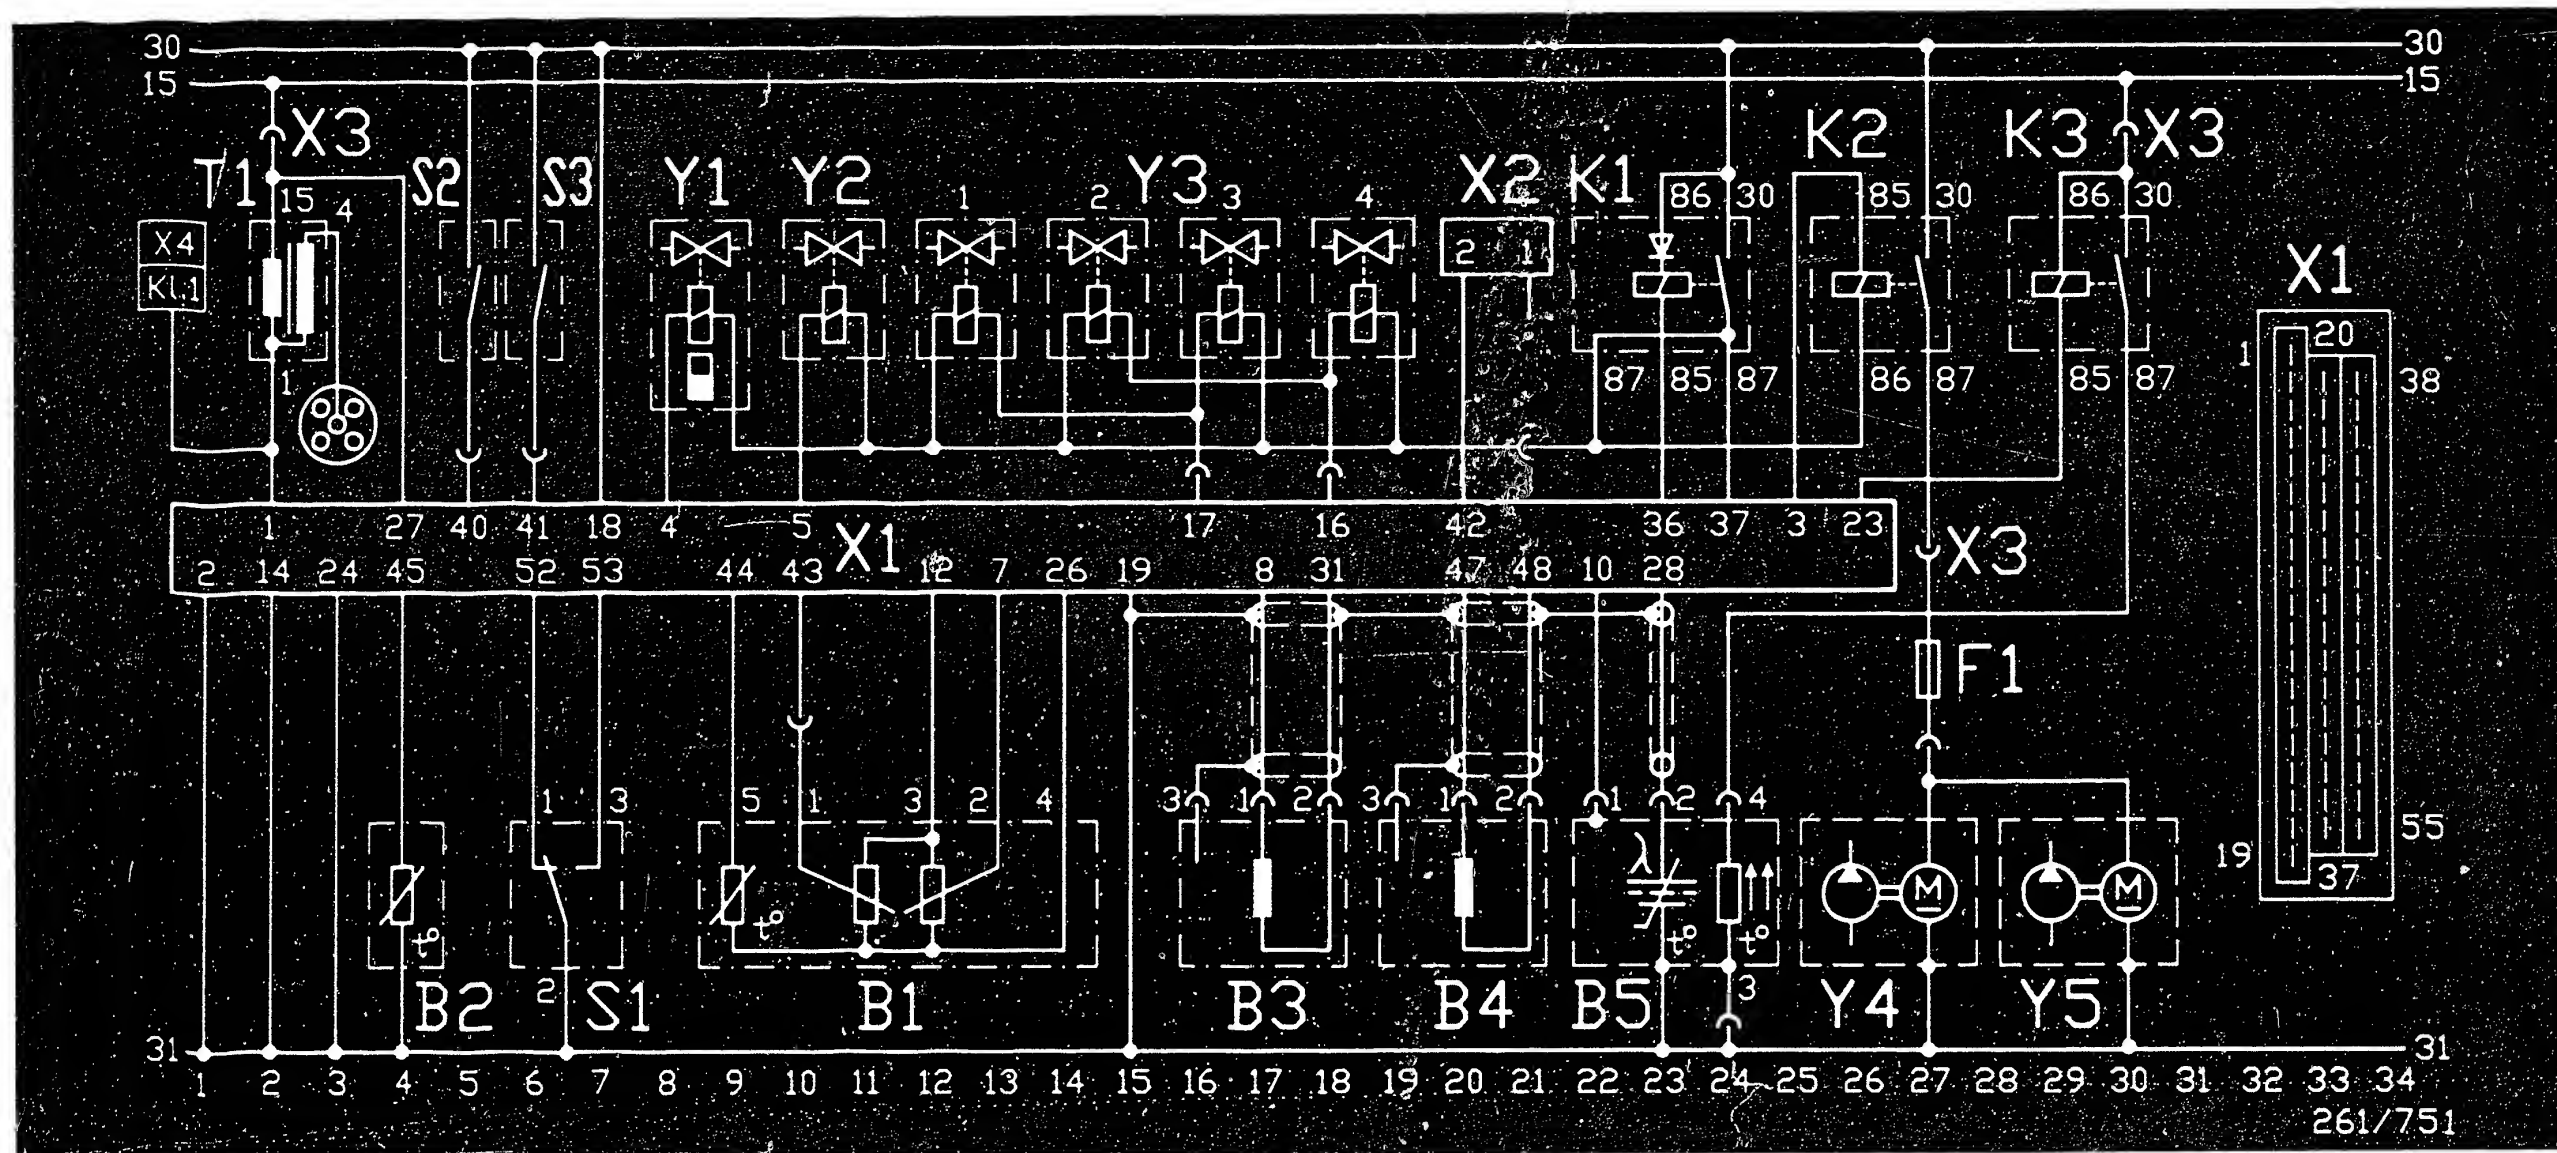 30 30
15 15
X3 K2 K3 X3
T1 S2 S3 Y1 Y2 Y3 X2 K1
15 4 1 2 3 4 86 30 85 30 86 30
X4 2 1
Kl.1
X1
20
1
1 87 85 87 86 87 85 87 38
1 27 40 41 18 4 5 17 16 42 36 37 3 23
X1 X3
2 14 24 45 52 53 44 43 12 7 26 19 8 31 47 48 10 28
F1
1 3 5 1 3 2 4 3 1 2 3 1 2 1 2 4
55
λ
19 37
M M
t° t° t° t°
2 3
B2 S1 B1 B3 B4 B5 Y4 Y5
31 31
1 2 3 4 5 6 7 8 9 10 11 12 13 14 15 16 17 18 19 20 21 22 23 24 25 26 27 28 29 30 31 32 33 34
261/751